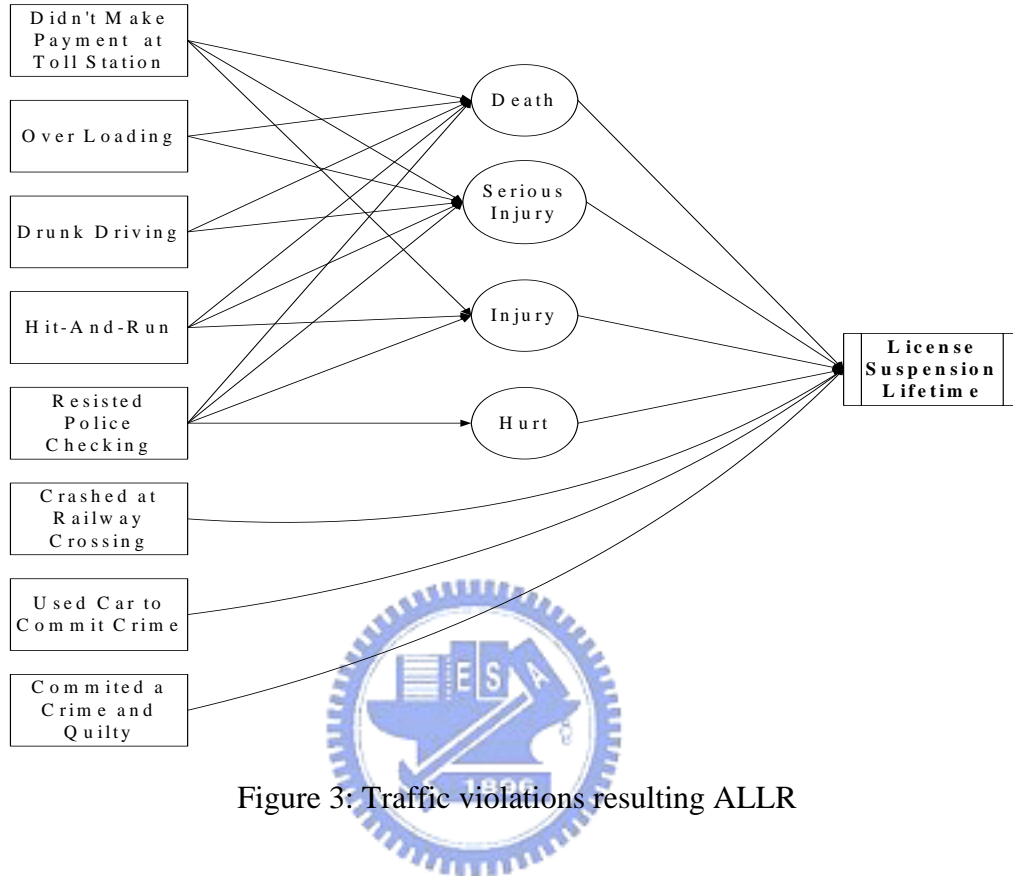 Didn't Make
Payment at
Toll Station
Over Loading
Drunk Driving
Hit-And-Run
Resisted
Police
Checking
Crashed at
Railway
Crossing
Used Car to
Commit Crime
Commited a
Crime and
Quilty
Death
Serious
Injury
Injury
Hurt
License
Suspension
Lifetime
E S A
1896
Figure 3: Traffic violations resulting ALLR